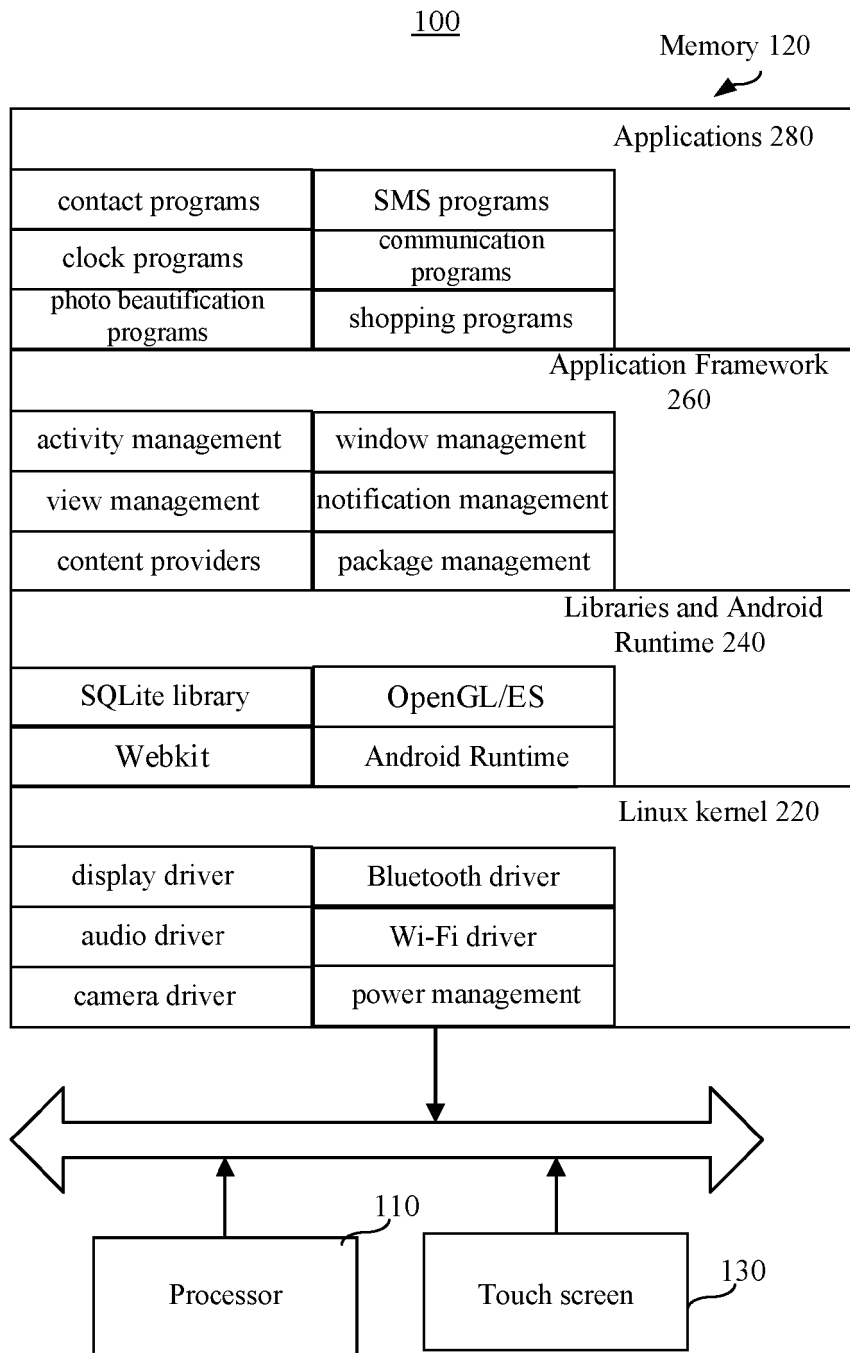 100
Memory 120
Applications 280
contact programs
SMS programs
clock programs
communication
programs
photo beautification
programs
shopping programs
Application Framework
260
activity management
window management
view management
notification management
content providers
package management
Libraries and Android
Runtime 240
SQLite library
OpenGL/ES
Webkit
Android Runtime
Linux kernel 220
display driver
Bluetooth driver
audio driver
Wi-Fi driver
camera driver
power management
110
Processor
Touch screen
130